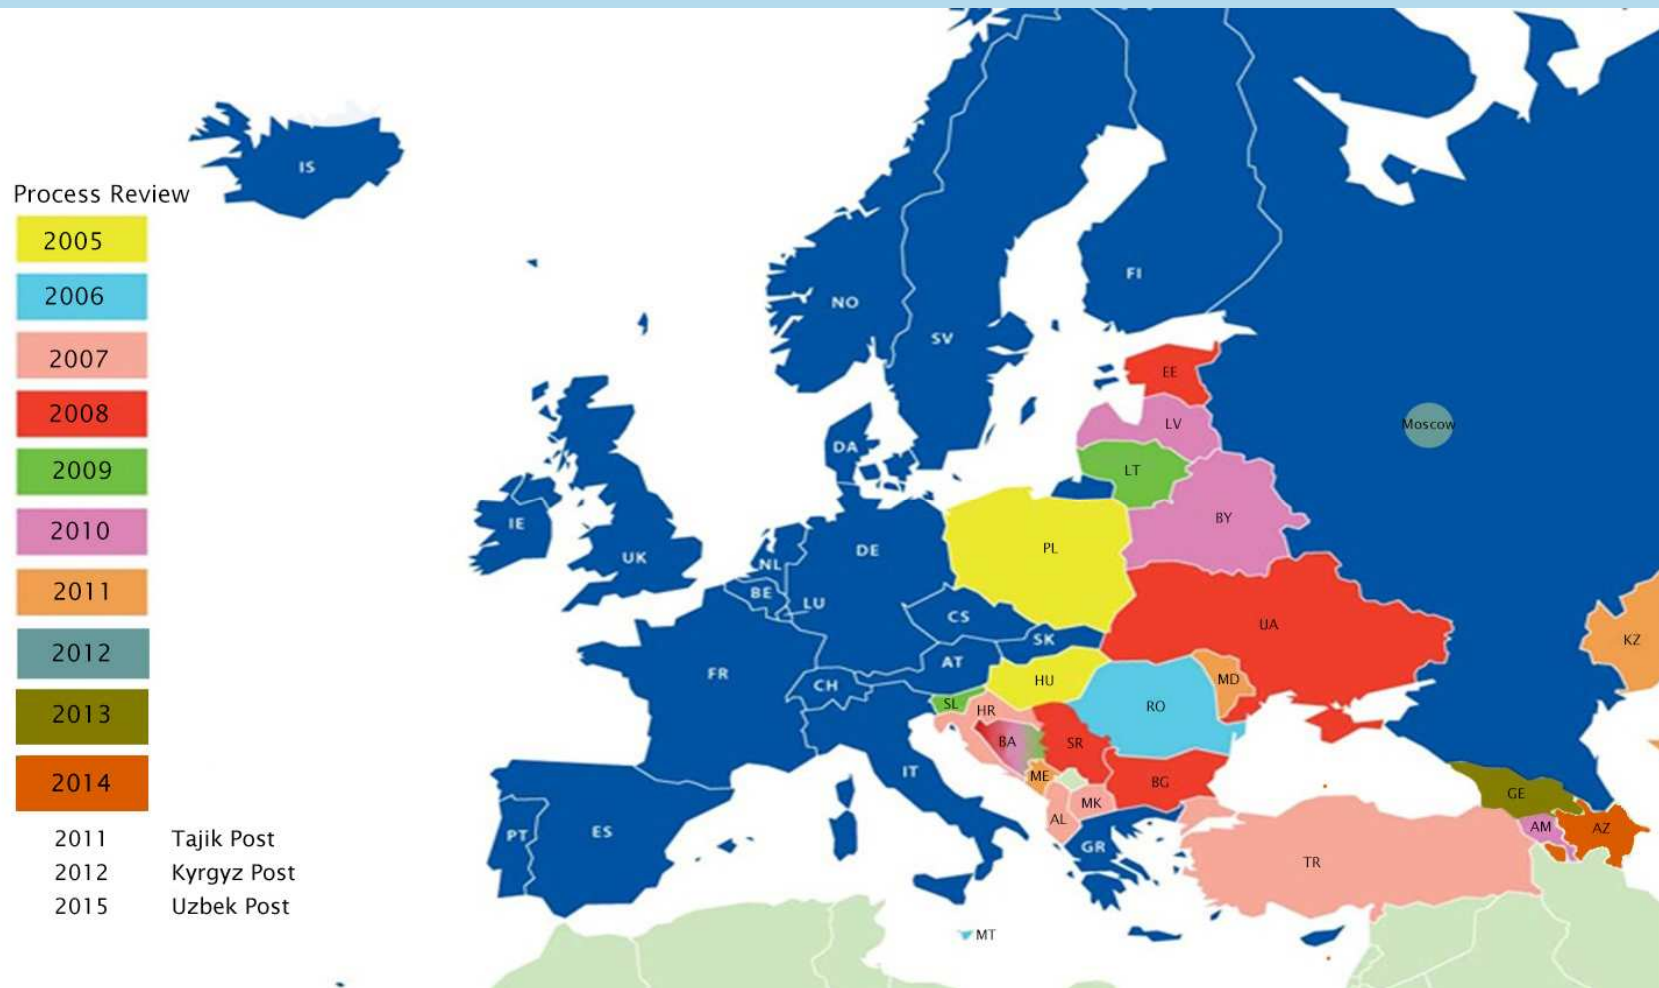 IS
Process Review
2005
2006
2007
2008
2009
2010
2011
2012
2013
2014
2011 Tajik Post
2012 Kyrgyz Post
2015 Uzbek Post
NO
SV
FI
EE
LV
LT
Moscow
DA
IE
UK
NL
BE
LU
DE
PL
BY
CS
SK
UA
KZ
FR
CH
AT
HU
MD
SL
HR
RO
BA
SR
IT
ME
BG
MK
AL
GE
AM
AZ
PT
ES
GR
TR
MT